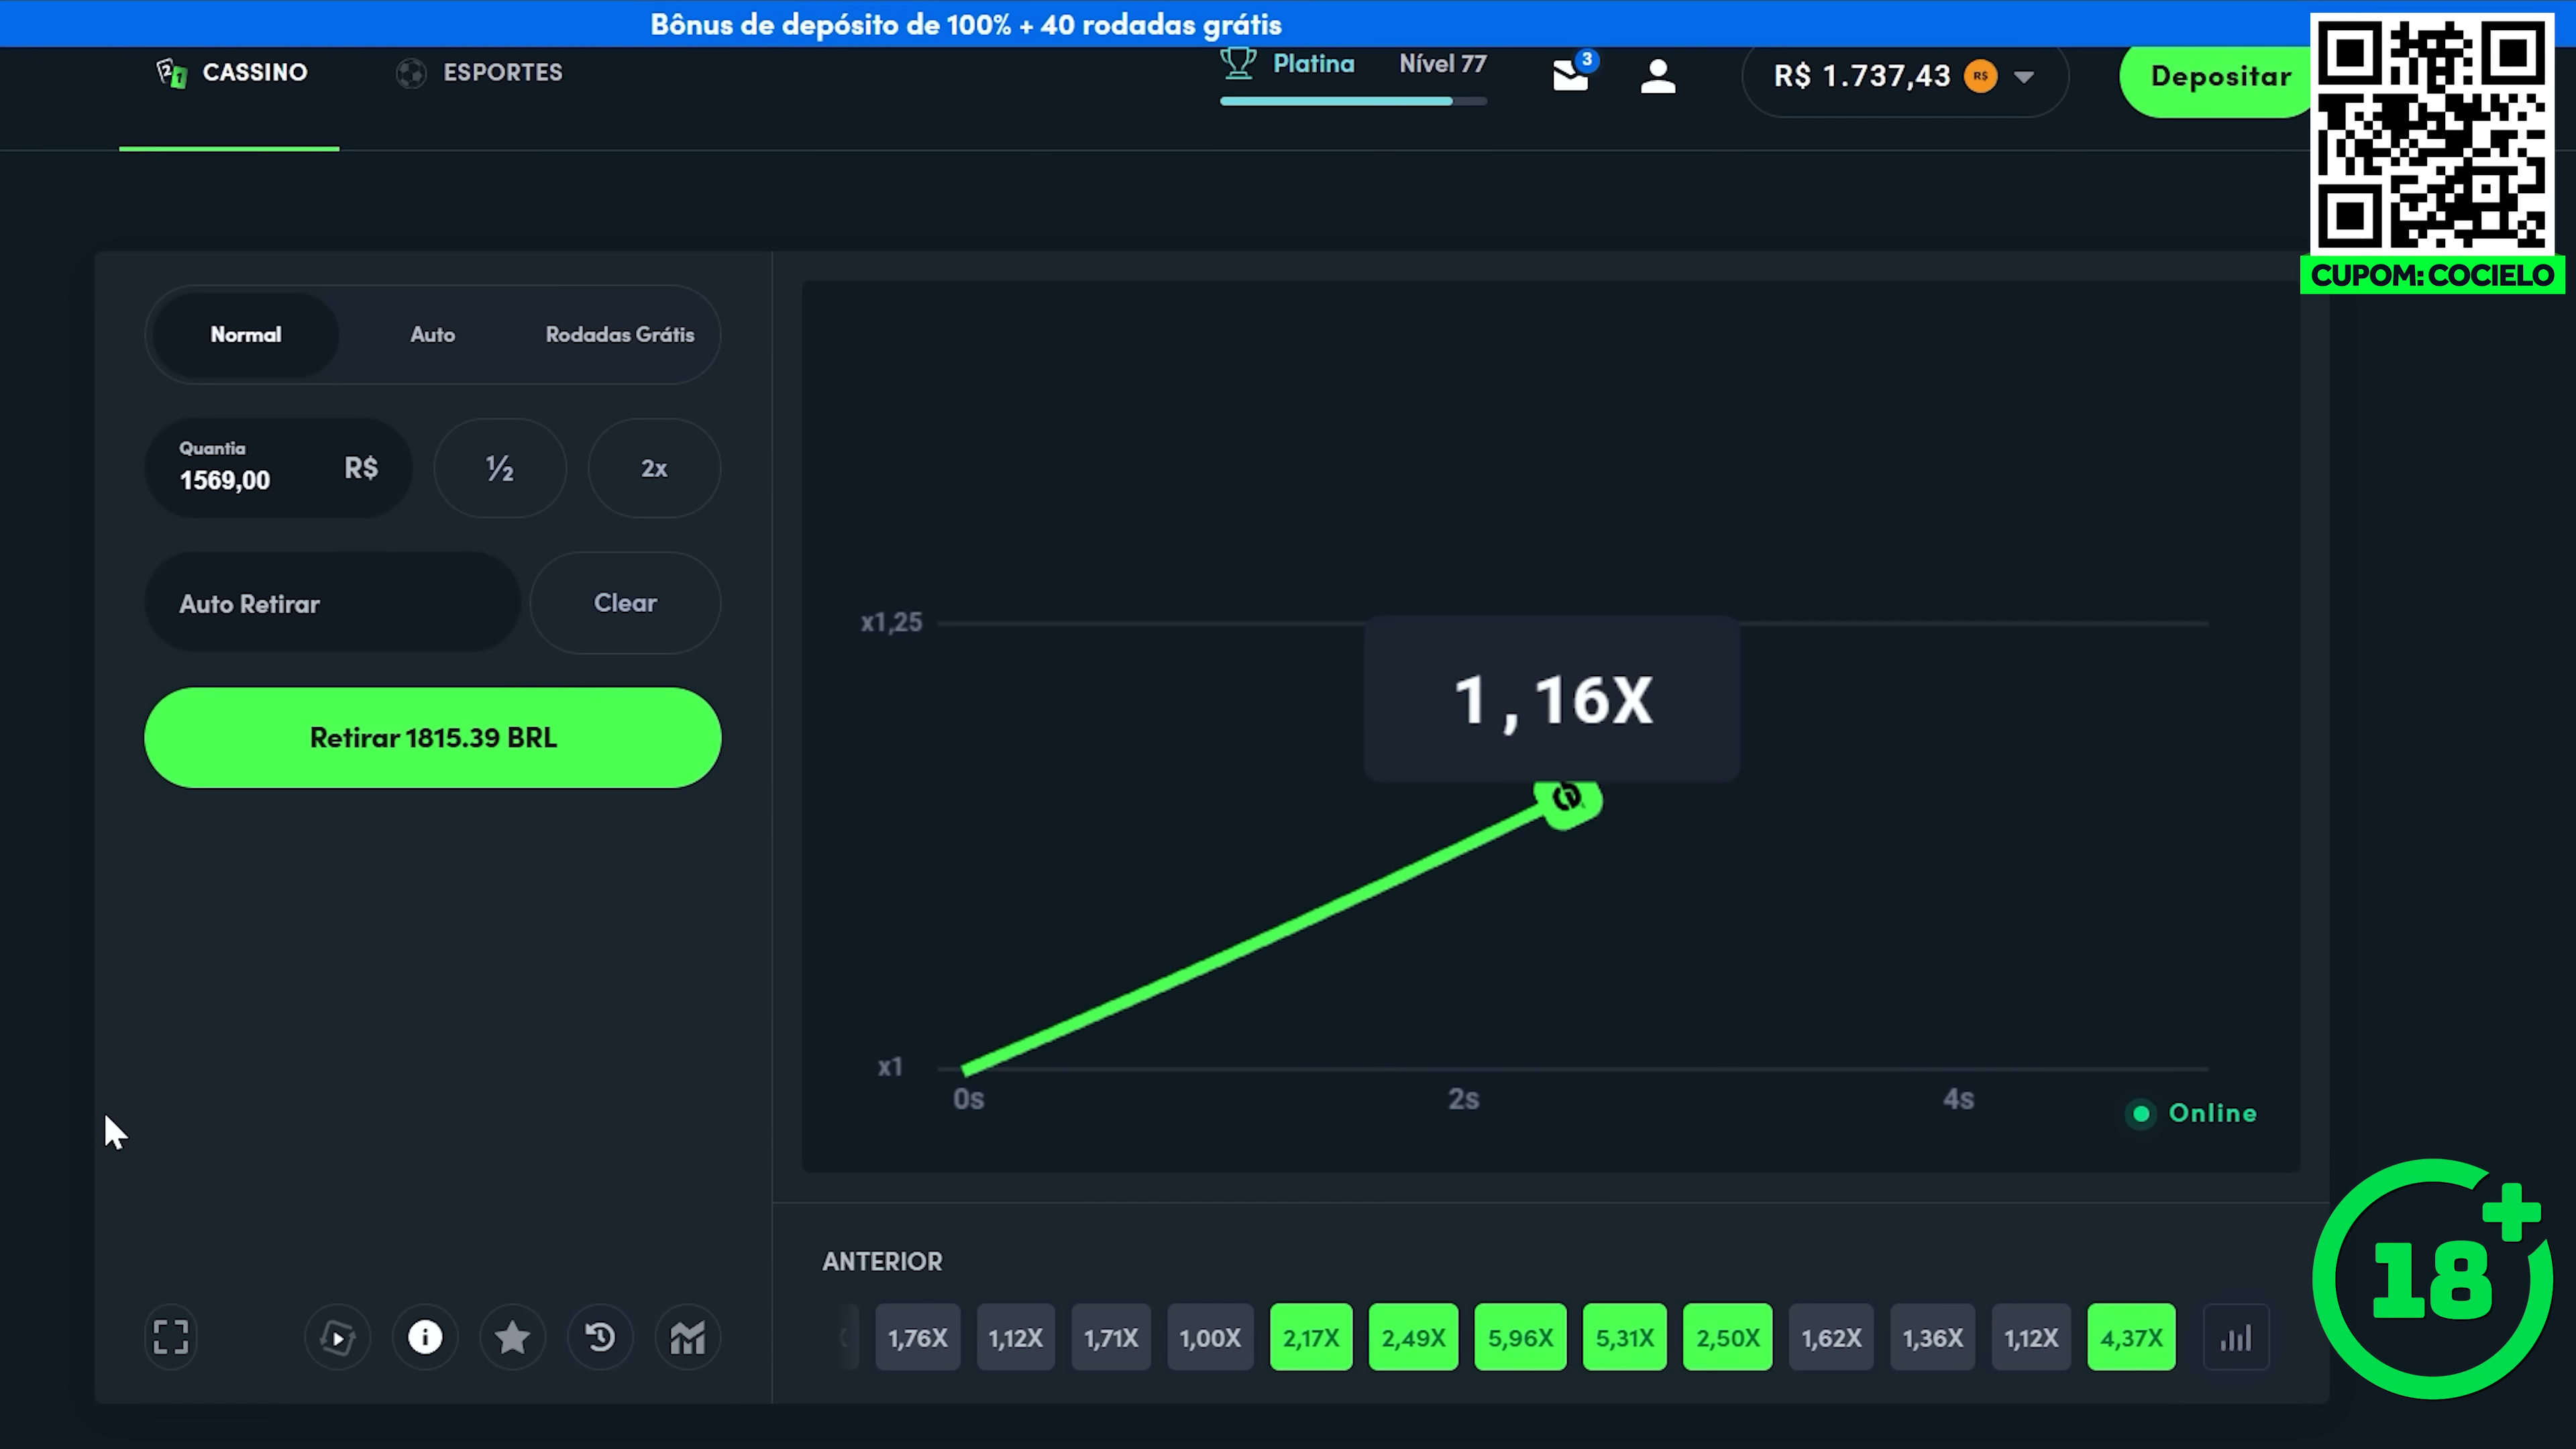 Bônus de depósito de 100% + 40 rodadas grátis
CASSINO
ESPORTES
Platina
Nível 77
3
R$ 1.737,43
R$
Depositar
CUPOM: COCIELO
Normal
Auto
Rodadas Grátis
Quantia
1569,00
R$
½
2x
Auto Retirar
Clear
Retirar 1815.39 BRL
x1,25
1,16X
x1
0s
2s
4s
Online
ANTERIOR
1,76X
1,12X
1,71X
1,00X
2,17X
2,49X
5,96X
5,31X
2,50X
1,62X
1,36X
1,12X
4,37X
18+